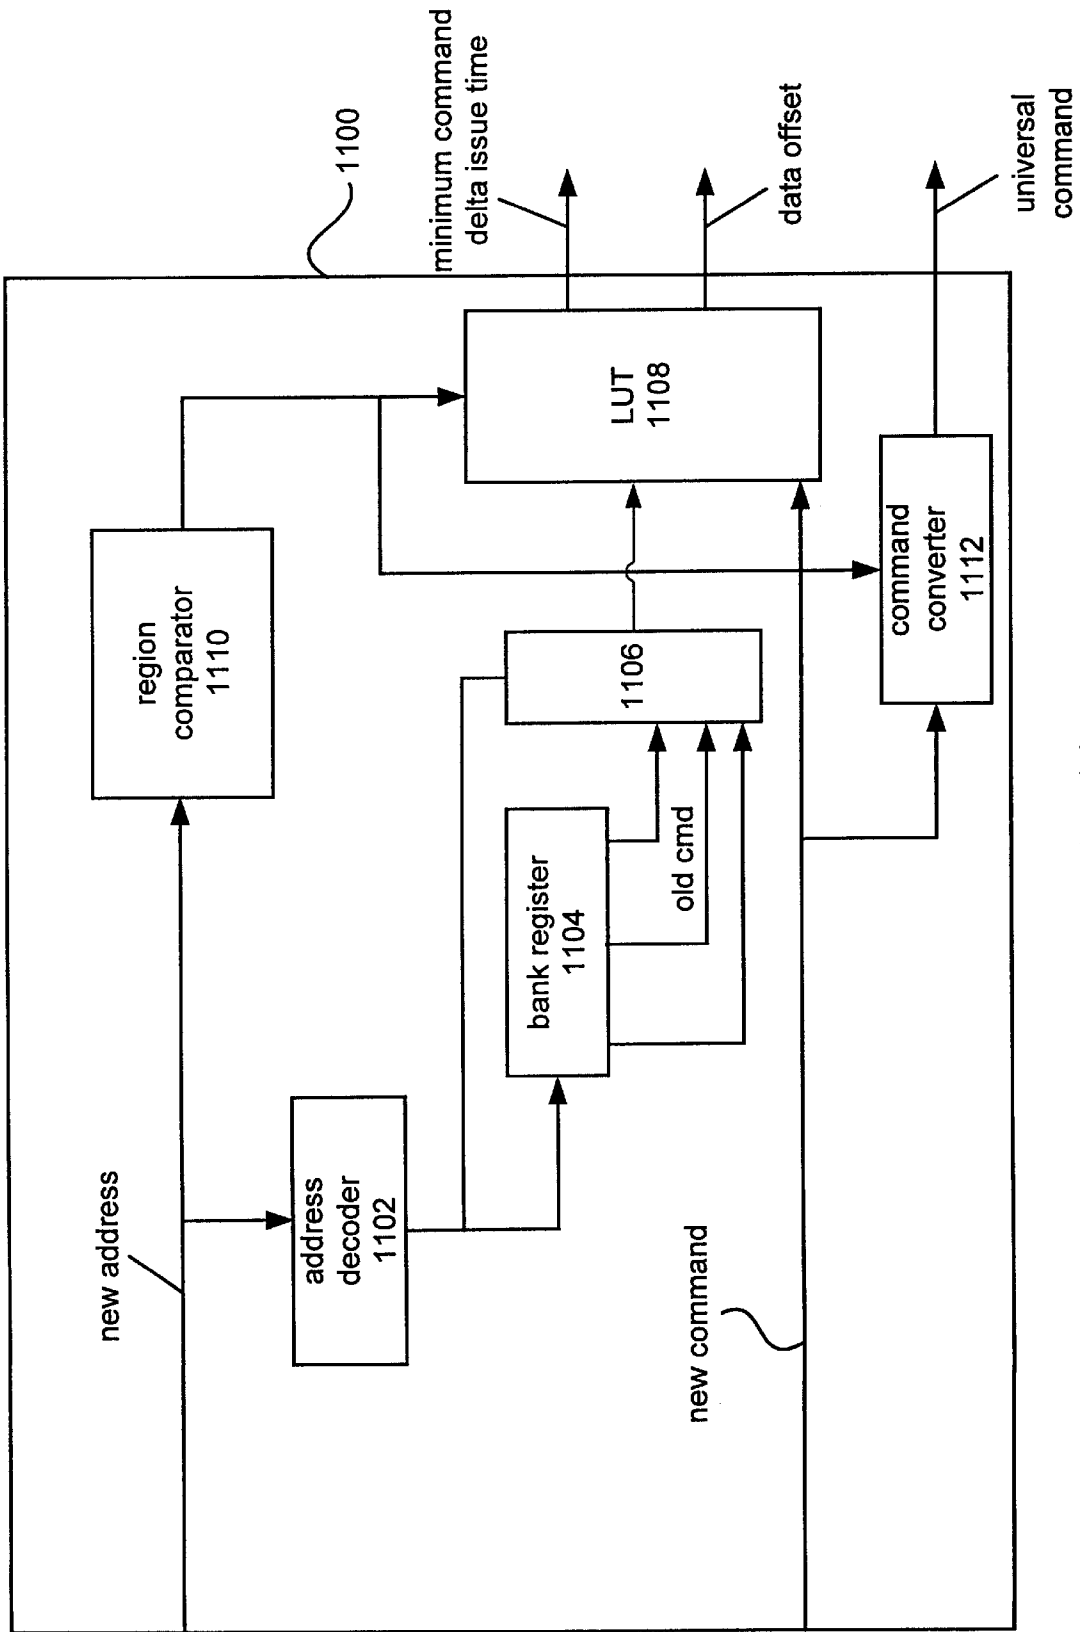 1100
minimum command
delta issue time
data offset
universal
command
region
comparator
1110
LUT
1108
command
converter
1112
1106
bank register
1104
old cmd
new address
address
decoder
1102
new command